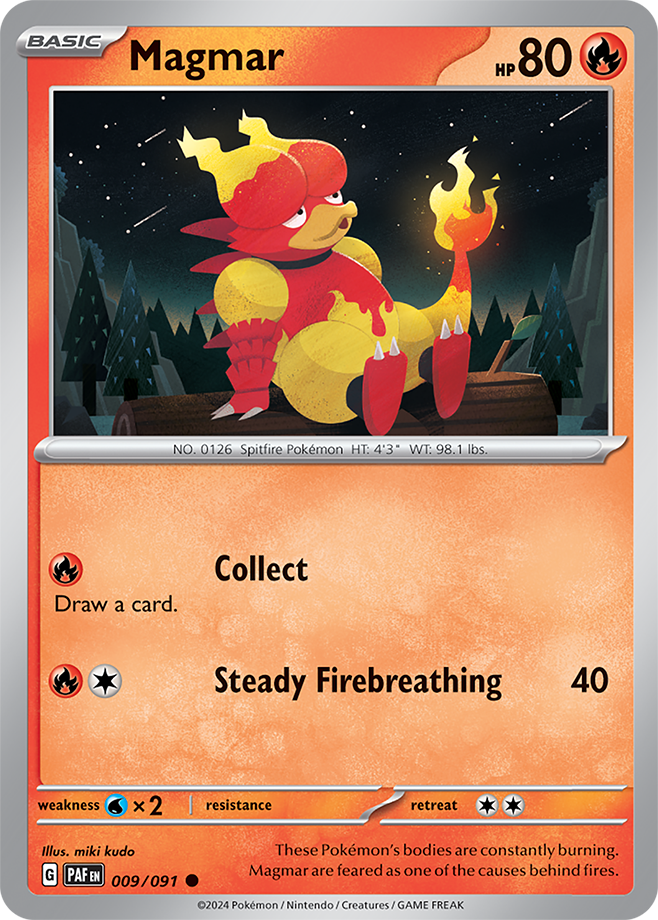 BASIC Magmar HP 80
NO. 0126 Spitfire Pokémon HT: 4'3" WT: 98.1 lbs.
Collect
Draw a card.
Steady Firebreathing 40
weakness × 2 resistance retreat
Illus. miki kudo
These Pokémon's bodies are constantly burning.
Magmar are feared as one of the causes behind fires.
G PAF EN 009/091
©2024 Pokémon / Nintendo / Creatures / GAME FREAK